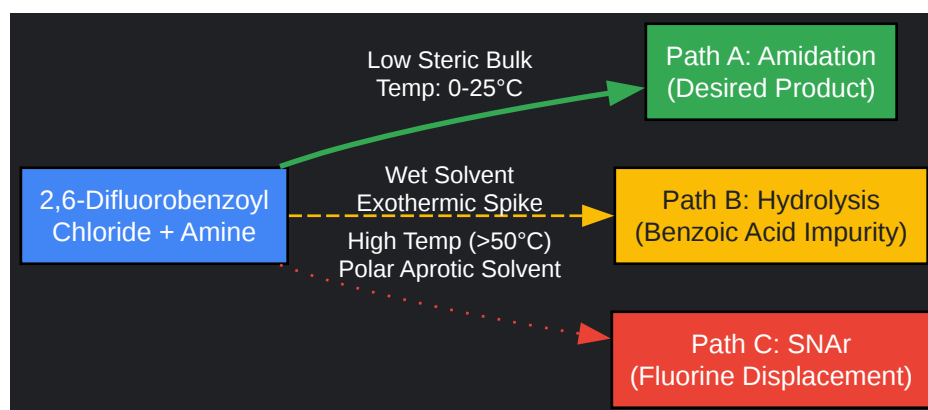 Low Steric Bulk
Temp: 0-25°C
Path A: Amidation
(Desired Product)
2,6-Difluorobenzoyl
Chloride + Amine
Wet Solvent
Exothermic Spike
Path B: Hydrolysis
(Benzoic Acid Impurity)
High Temp (>50°C)
Polar Aprotic Solvent
Path C: SNAr
(Fluorine Displacement)